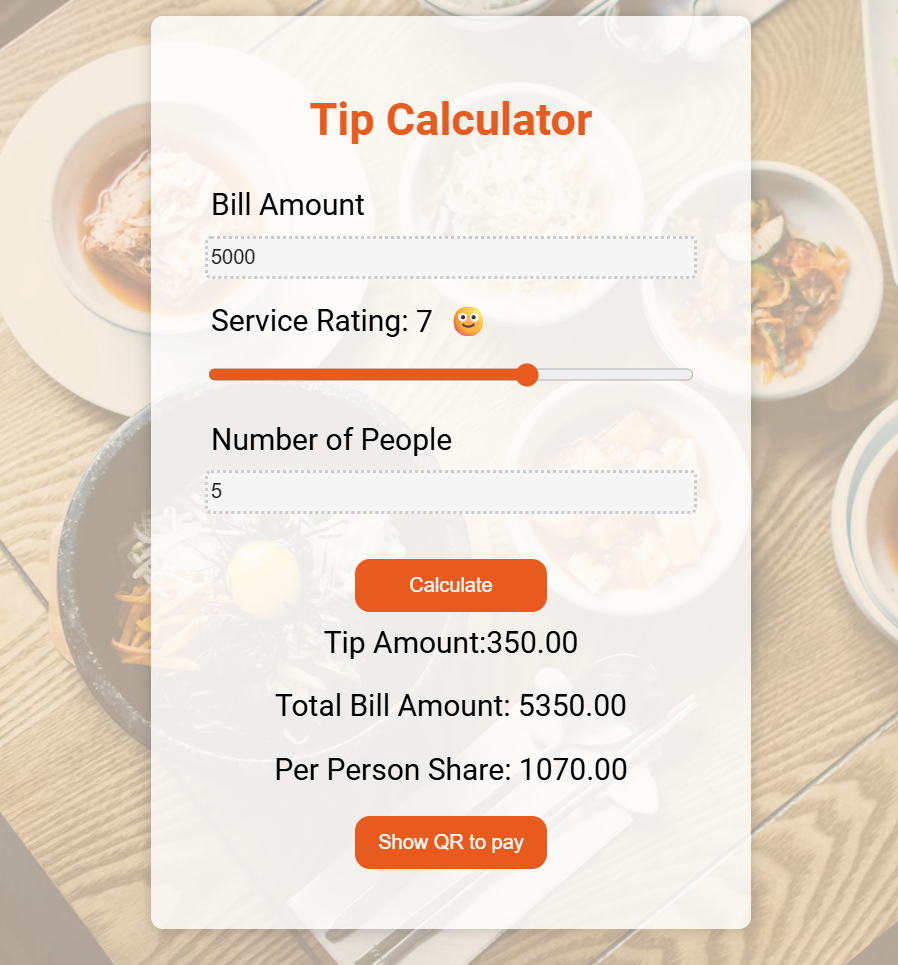 Tip Calculator
Bill Amount
5000
Service Rating: 7 🙂
Number of People
5
Calculate
Tip Amount:350.00
Total Bill Amount: 5350.00
Per Person Share: 1070.00
Show QR to pay